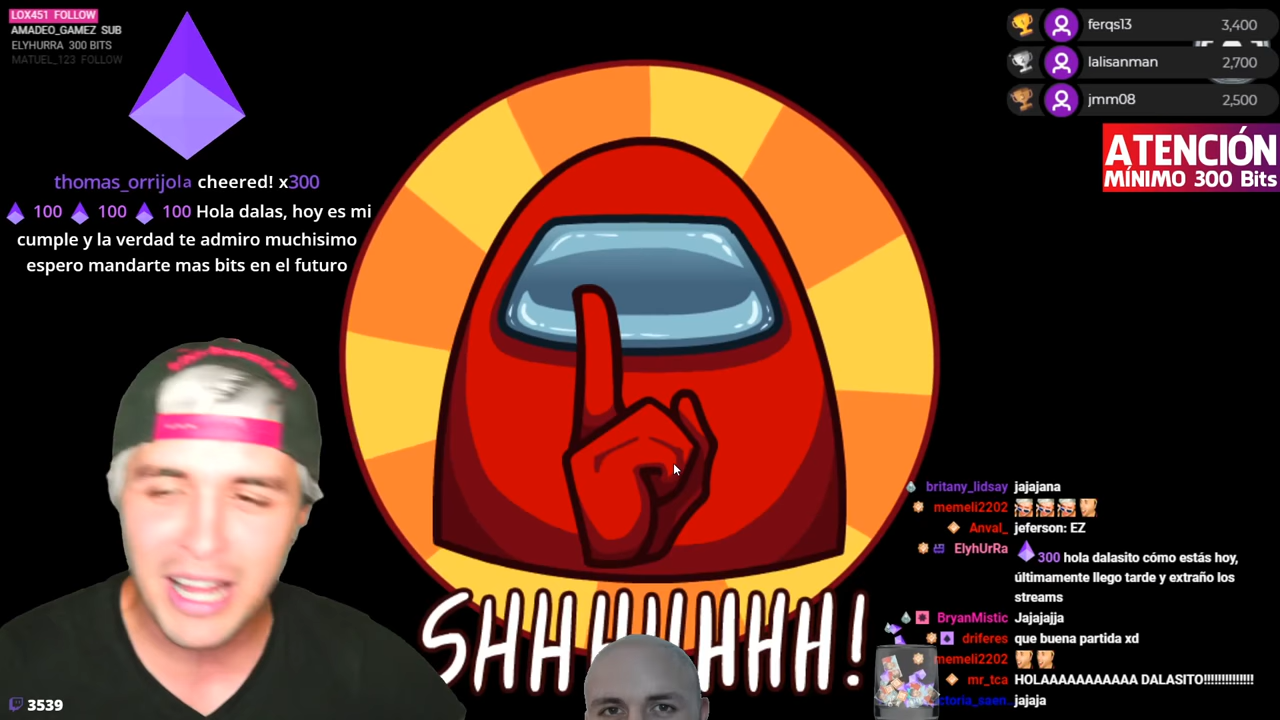 LOX451 FOLLOW
AMADEO_GAMEZ SUB
ELYHURRA 300 BITS
MATUEL_123 FOLLOW
thomas_orrijola cheered! x300
100 100 100 Hola dalas, hoy es mi
cumple y la verdad te admiro muchisimo
espero mandarte mas bits en el futuro
ferqs13 3,400
lalisanman 2,700
jmm08 2,500
ATENCIÓN
MÍNIMO 300 Bits
SHHHHHHH!
britany_lidsay jajajana
memeli2202
Anval_ jeferson: EZ
ElyhUrRa 300 hola dalasito cómo estás hoy,
últimamente llego tarde y extraño los
streams
BryanMistic Jajajajja
driferes que buena partida xd
memeli2202
mr_tca HOLAAAAAAAAAAA DALASITO!!!!!!!!!!!!!!
ctoria_saen_ jajaja
3539